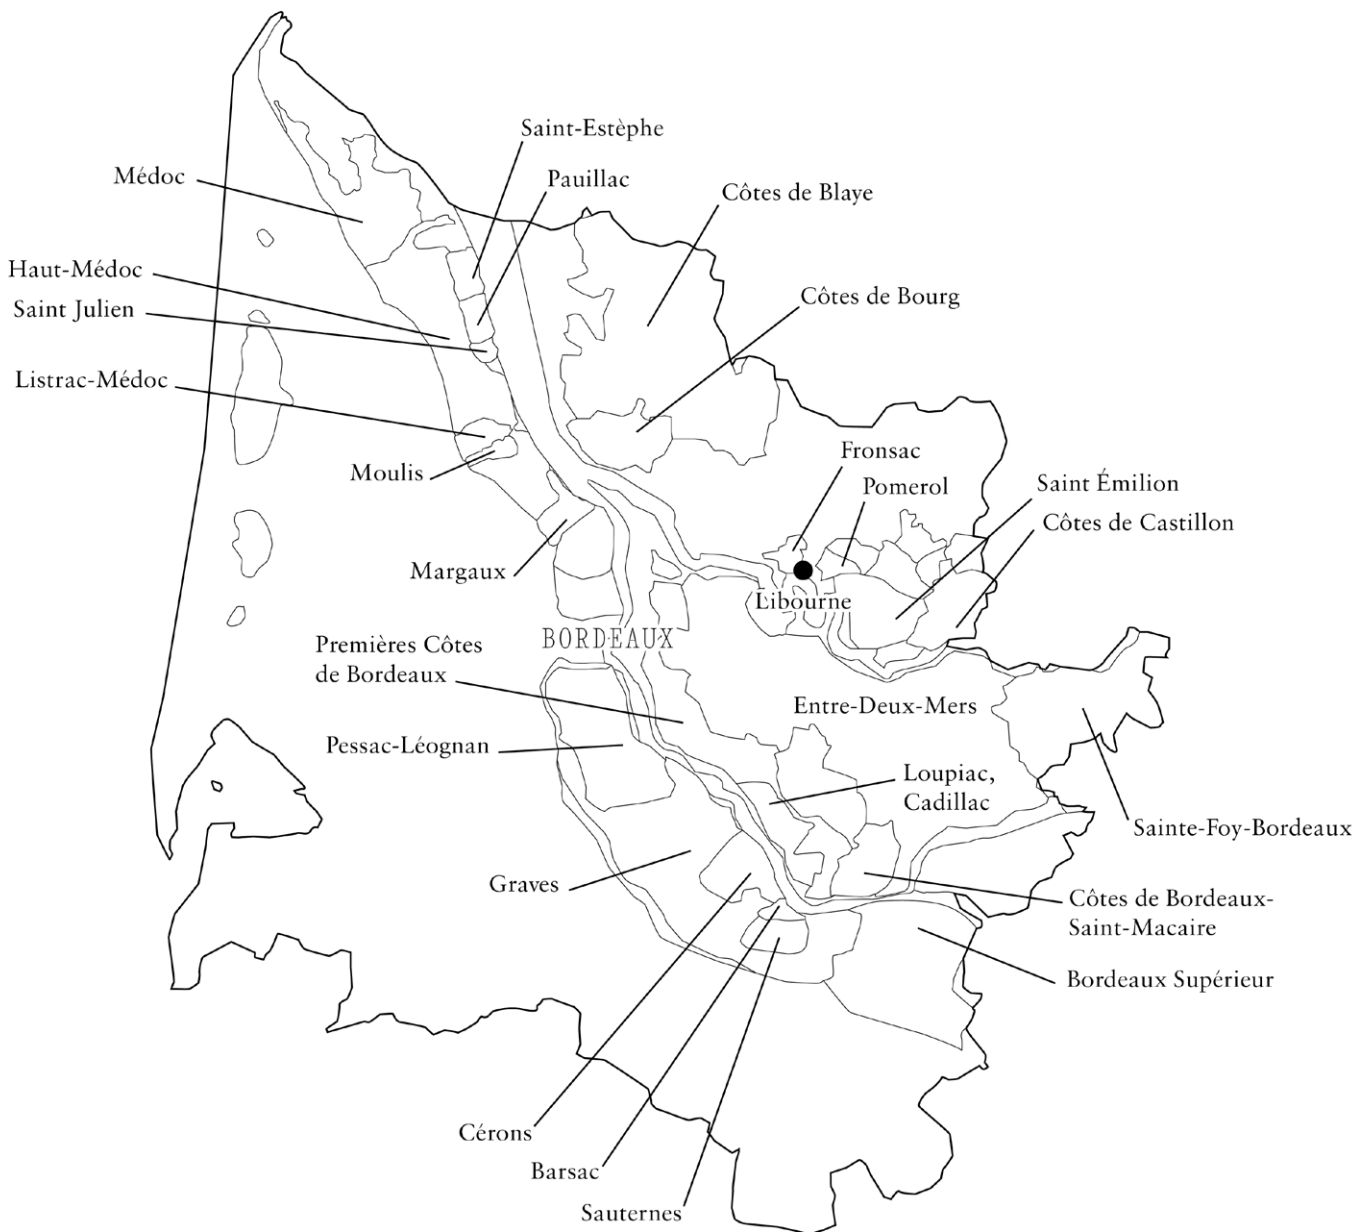 Saint-Estèphe
Médoc
Pauillac
Côtes de Blaye
Haut-Médoc
Saint Julien
Côtes de Bourg
Listrac-Médoc
Moulis
Fronsac
Pomerol
Saint Émilion
Côtes de Castillon
Margaux
Libourne
BORDEAUX
Premières Côtes
de Bordeaux
Entre-Deux-Mers
Pessac-Léognan
Loupiac,
Cadillac
Sainte-Foy-Bordeaux
Graves
Côtes de Bordeaux-
Saint-Macaire
Bordeaux Supérieur
Cérons
Barsac
Sauternes